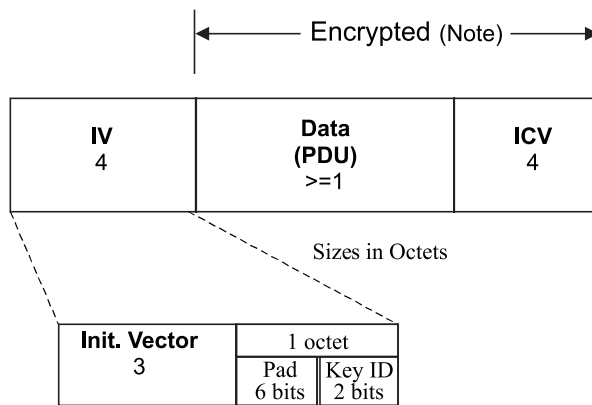 Encrypted (Note)
IV
4
Data
(PDU)
>=1
ICV
4
Sizes in Octets
Init. Vector
3
1 octet
Pad
6 bits
Key ID
2 bits